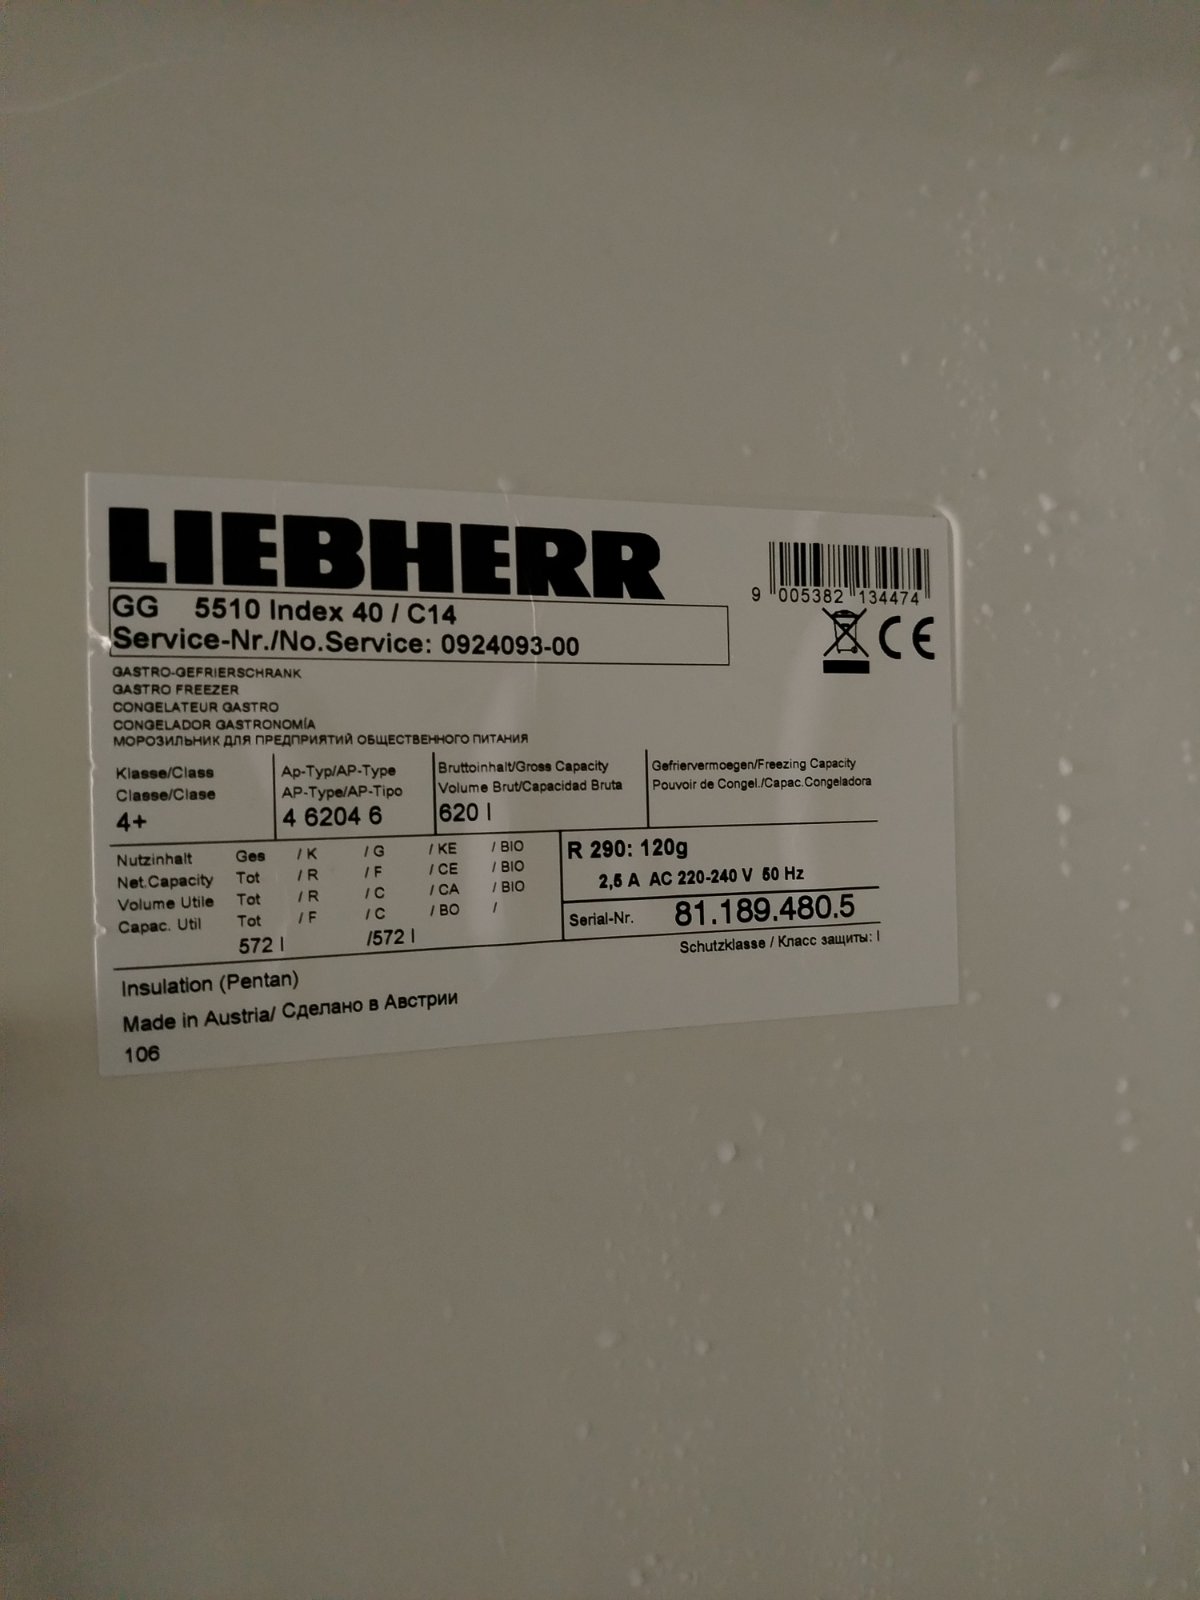 LIEBHERR
GG 5510 Index 40 / C14
Service-Nr./No.Service: 0924093-00
9 005382 134474
CE
GASTRO-GEFRIERSCHRANK
GASTRO FREEZER
CONGELATEUR GASTRO
CONGELADOR GASTRONOMÍA
МОРОЗИЛЬНИК ДЛЯ ПРЕДПРИЯТИЙ ОБЩЕСТВЕННОГО ПИТАНИЯ
Klasse/Class
Classe/Clase
4+
Ap-Typ/AP-Type
AP-Type/AP-Tipo
4 6204 6
Bruttoinhalt/Gross Capacity
Volume Brut/Capacidad Bruta
620 l
Gefriervermoegen/Freezing Capacity
Pouvoir de Congel./Capac.Congeladora
Nutzinhalt Ges / K / G / KE / BIO
Net.Capacity Tot / R / F / CE / BIO
Volume Utile Tot / R / C / CA / BIO
Capac. Util Tot / F / C / BO /
572 l /572 l
R 290: 120g
2,5 A AC 220-240 V 50 Hz
Serial-Nr. 81.189.480.5
Schutzklasse / Класс защиты: I
Insulation (Pentan)
Made in Austria/ Сделано в Австрии
106